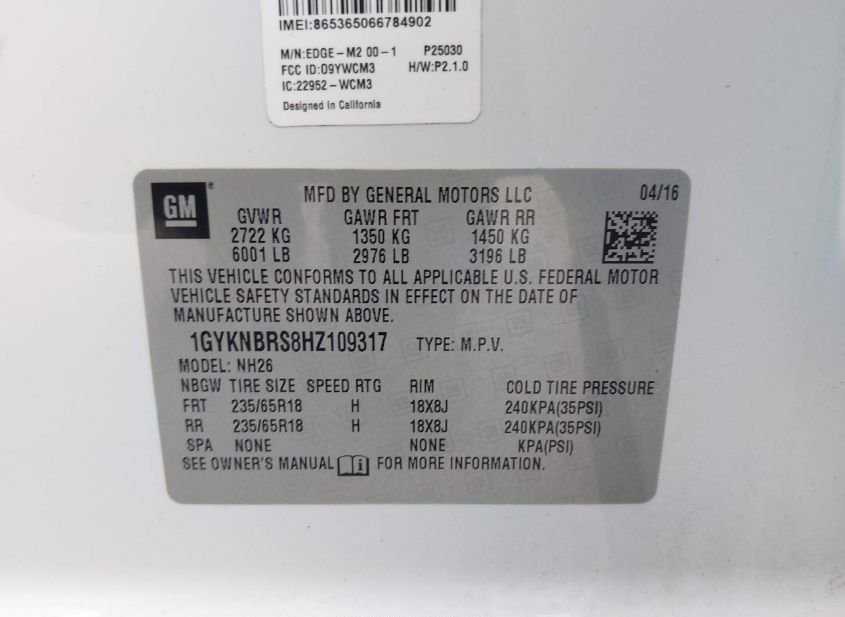 IMEI:865365066784902
M/N:EDGE-M2 00-1 P25030
FCC ID:O9YWCM3 H/W:P2.1.0
IC:22952-WCM3
Designed in California
GM®
MFD BY GENERAL MOTORS LLC 04/16
GVWR GAWR FRT GAWR RR
2722 KG 1350 KG 1450 KG
6001 LB 2976 LB 3196 LB
THIS VEHICLE CONFORMS TO ALL APPLICABLE U.S. FEDERAL MOTOR
VEHICLE SAFETY STANDARDS IN EFFECT ON THE DATE OF
MANUFACTURE SHOWN ABOVE.
1GYKNBRS8HZ109317 TYPE: M.P.V.
MODEL: NH26
NBGW TIRE SIZE SPEED RTG RIM COLD TIRE PRESSURE
FRT 235/65R18 H 18X8J 240KPA(35PSI)
RR 235/65R18 H 18X8J 240KPA(35PSI)
SPA NONE NONE KPA(PSI)
SEE OWNER'S MANUAL i FOR MORE INFORMATION.